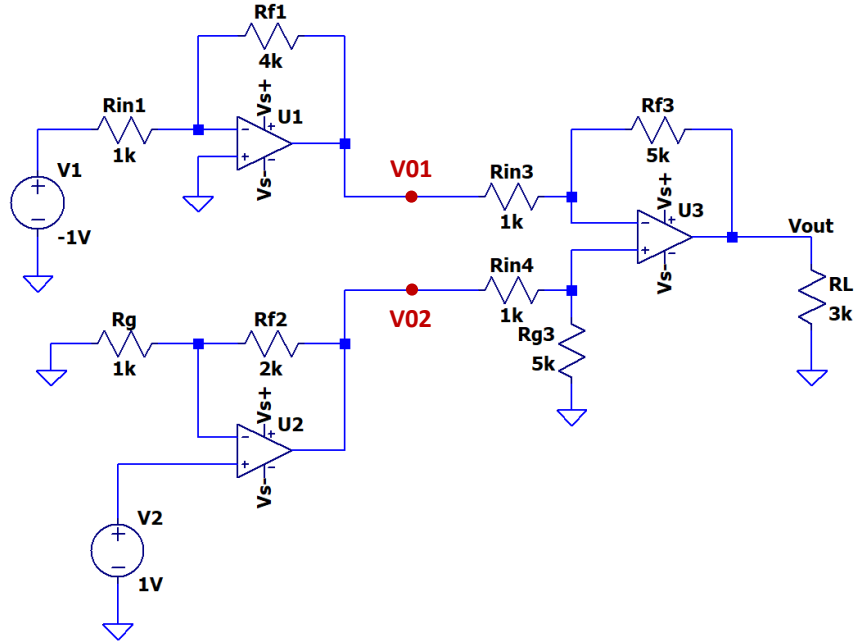 Rf1
4k
Vs+
U1
Rin1
1k
Vs-
V1
-1V
V01
Rin3
1k
Rf3
5k
Vs+
U3
Vs-
Vout
RL
3k
Rin4
1k
V02
Rg3
5k
Rg
1k
Rf2
2k
Vs+
U2
Vs-
V2
1V